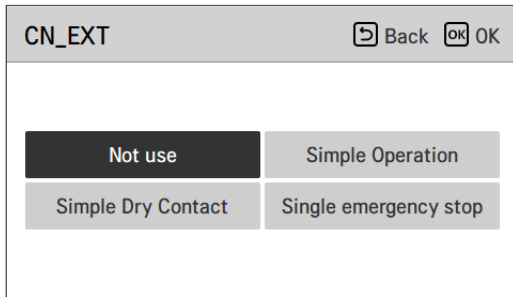 CN_EXT Back OK OK
Not use Simple Operation
Simple Dry Contact Single emergency stop